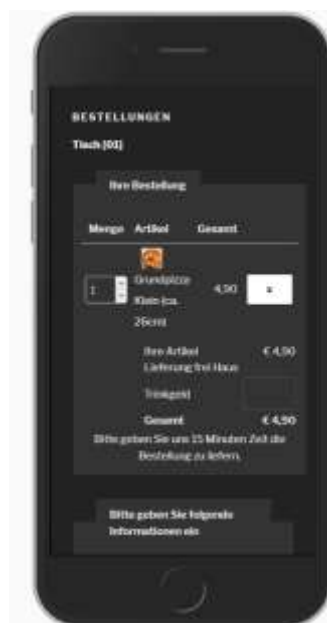 BESTELLUNGEN
Tisch [01]
Ihre Bestellung
Menge Artikel Gesamt
1 Grundpizza 4,90 x
Klein (ca.
26cm)
Ihre Artikel € 4,90
Lieferung frei Haus
Trinkgeld
Gesamt € 4,90
Bitte geben Sie uns 15 Minuten Zeit die
Bestellung zu liefern.
Bitte geben Sie folgende
Informationen ein